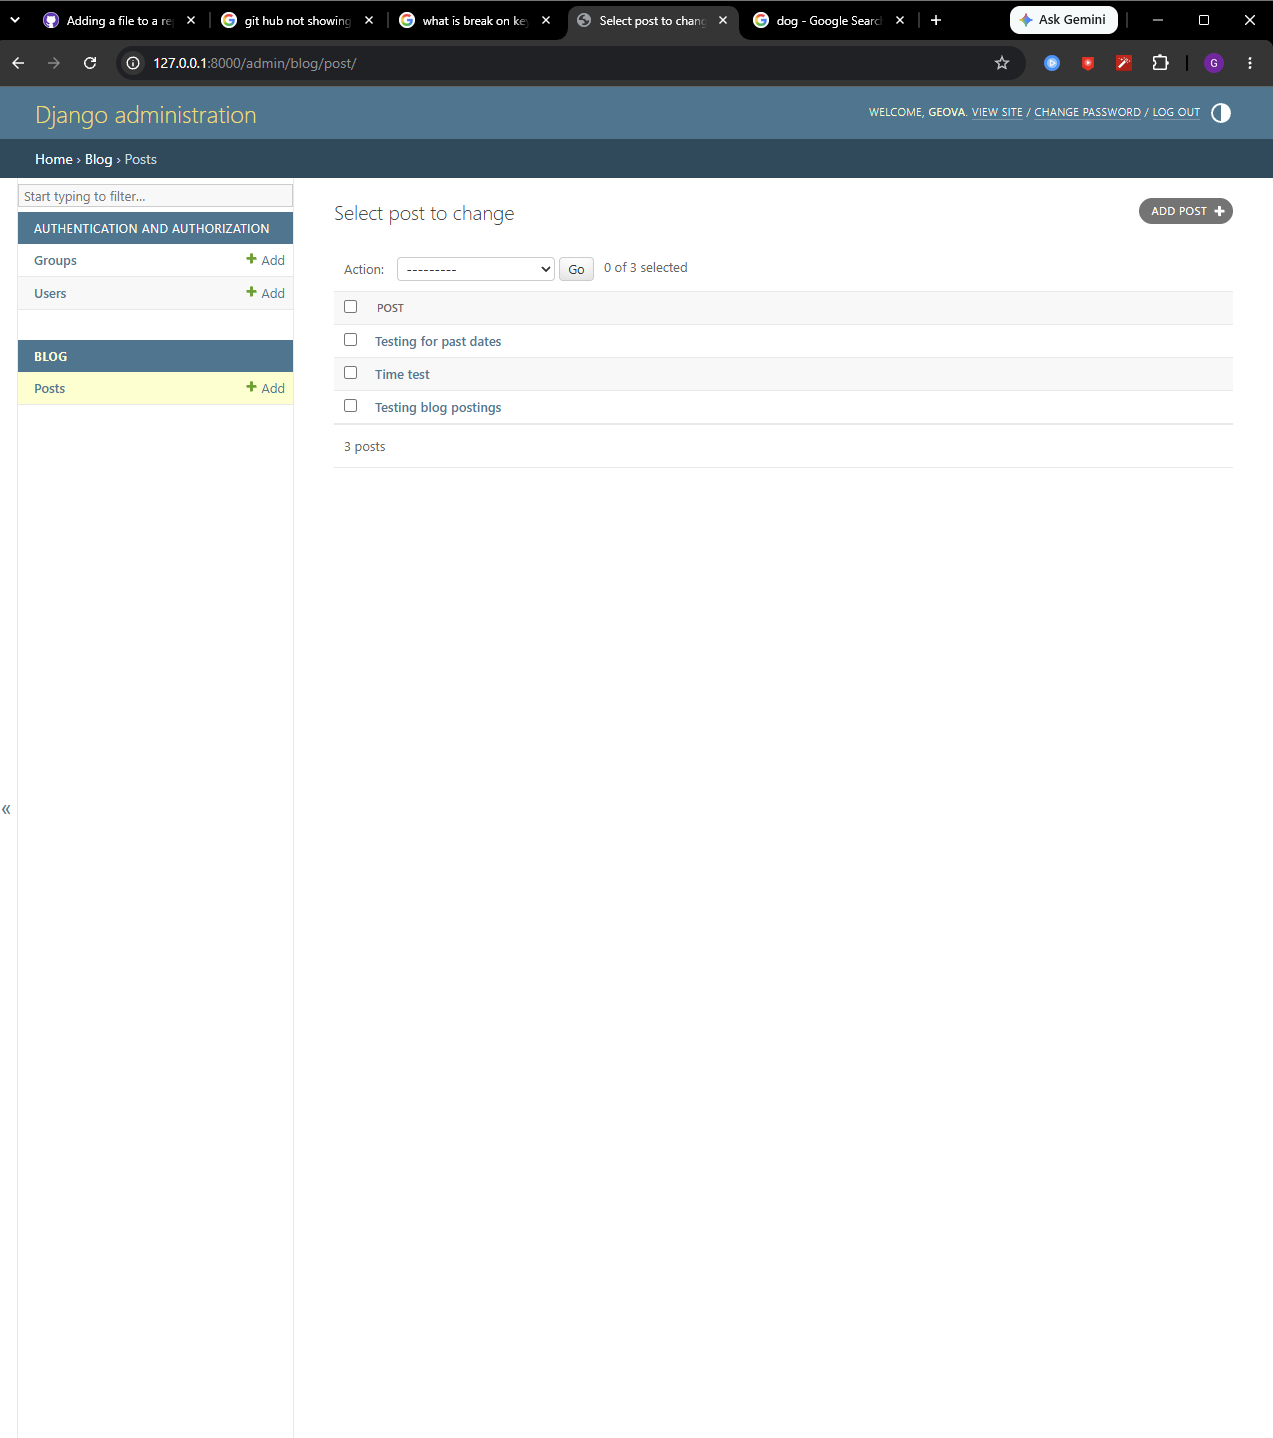 Adding a file to a re
git hub not showing
what is break on key
Select post to chang
dog - Google Search
Ask Gemini
127.0.0.1:8000/admin/blog/post/
G
Django administration
WELCOME, GEOVA. VIEW SITE / CHANGE PASSWORD / LOG OUT
Home › Blog › Posts
Start typing to filter...
AUTHENTICATION AND AUTHORIZATION
Groups
Add
Users
Add
BLOG
Posts
Add
«
Select post to change
ADD POST
Action:
---------
Go
0 of 3 selected
POST
Testing for past dates
Time test
Testing blog postings
3 posts